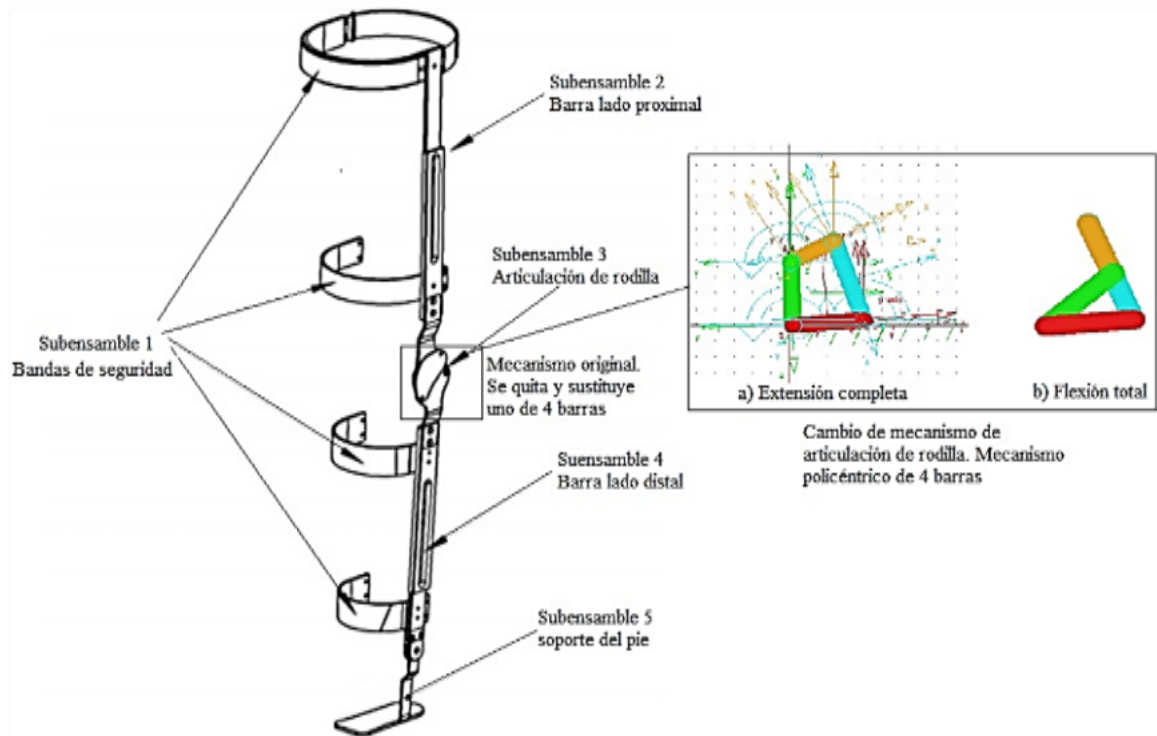 Subensamble 2
Barra lado proximal
Subensamble 3
Articulación de rodilla
Subensamble 1
Bandas de seguridad
Mecanismo original.
Se quita y sustituye
uno de 4 barras
a) Extensión completa
b) Flexión total
Cambio de mecanismo de
articulación de rodilla. Mecanismo
policéntrico de 4 barras
Suensamble 4
Barra lado distal
Subensamble 5
soporte del pie